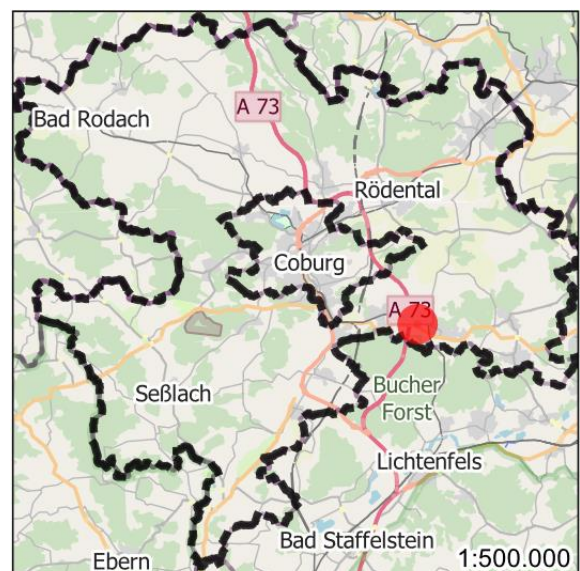 A 73
Bad Rodach
Rödental
Coburg
A 73
Bucher
Forst
Seßlach
Lichtenfels
Bad Staffelstein
Ebern
1:500.000